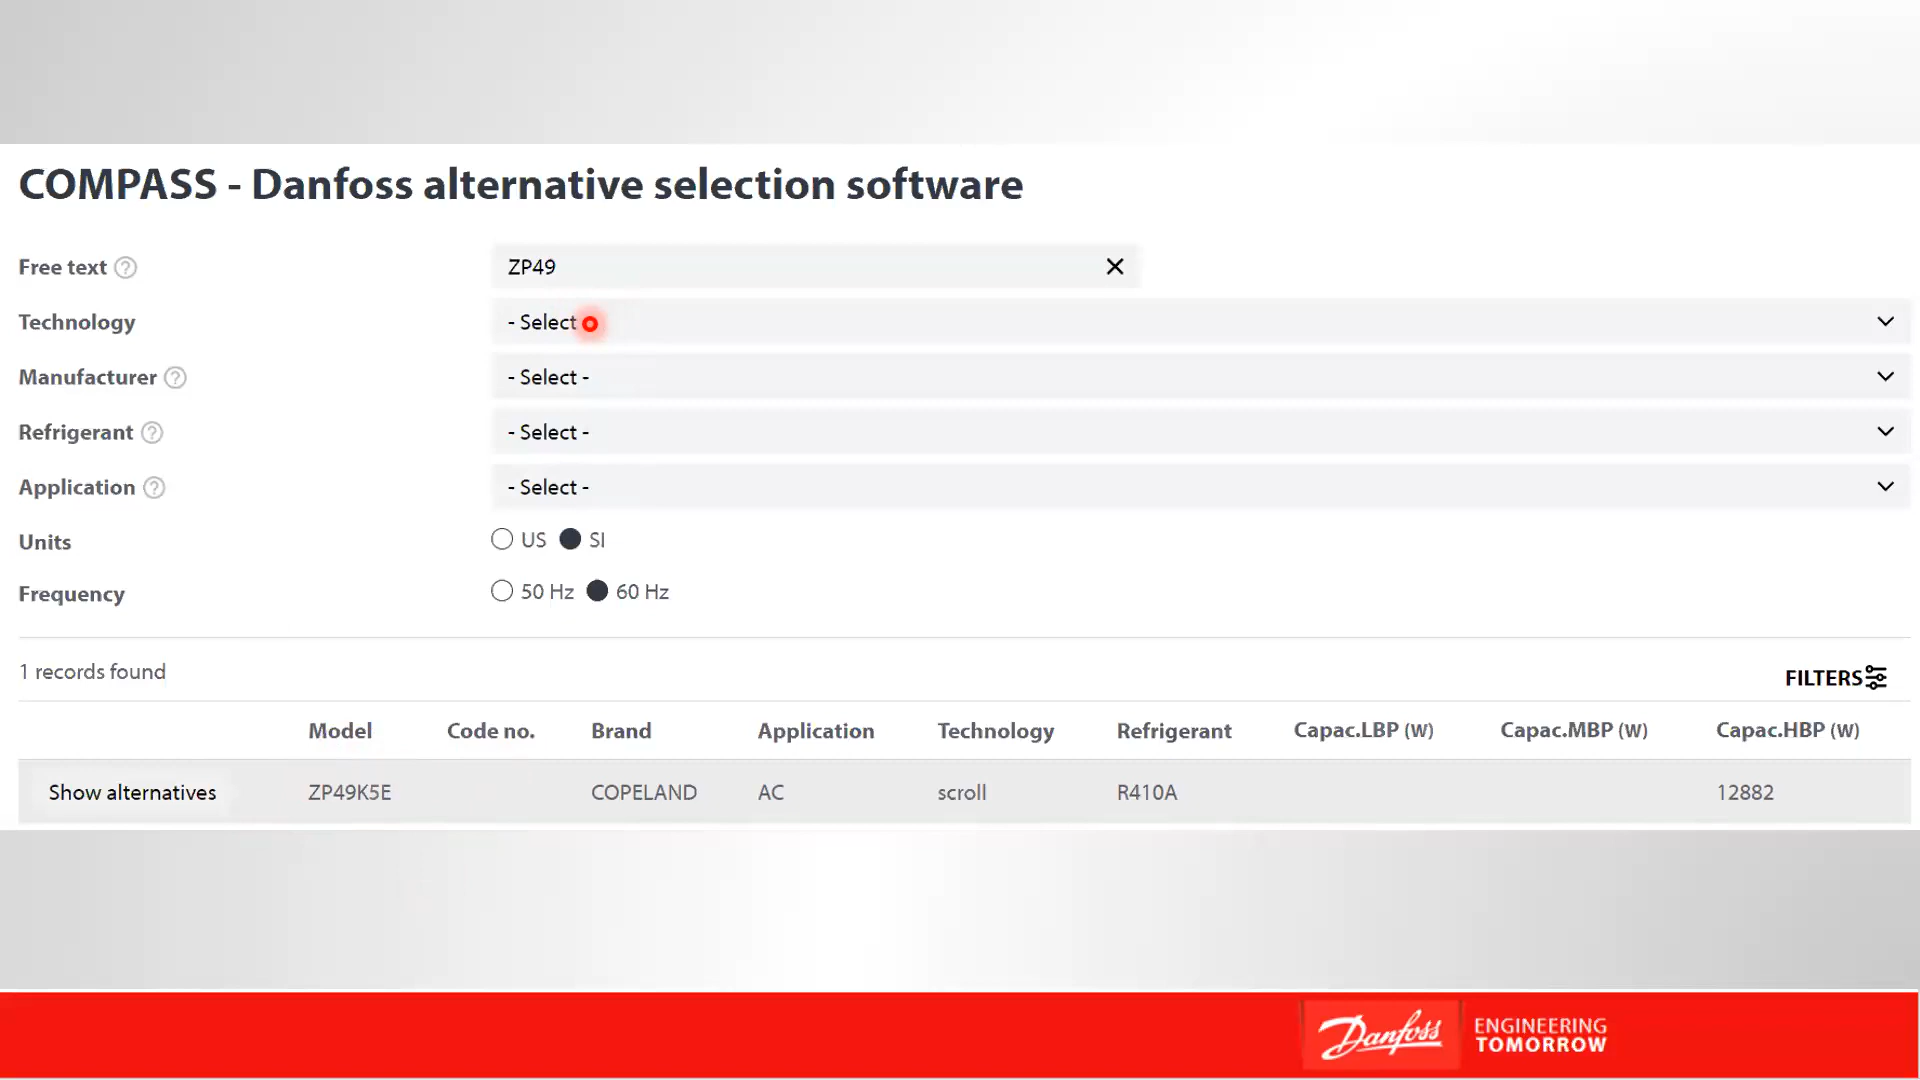 COMPASS - Danfoss alternative selection software
Free text ?
ZP49
Technology
- Select
Manufacturer ?
- Select -
Refrigerant ?
- Select -
Application ?
- Select -
Units
US SI
Frequency
50 Hz 60 Hz
1 records found
FILTERS
Model Code no. Brand Application Technology Refrigerant Capac.LBP (W) Capac.MBP (W) Capac.HBP (W)
Show alternatives ZP49K5E COPELAND AC scroll R410A 12882
Danfoss
ENGINEERING
TOMORROW